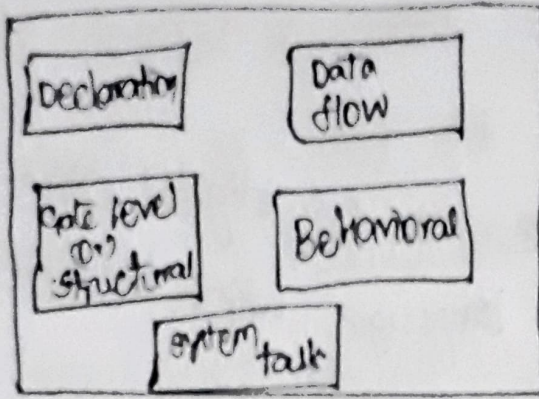 Declaration
Data
flow
Gate level
(or)
structural
Behavioral
system
task